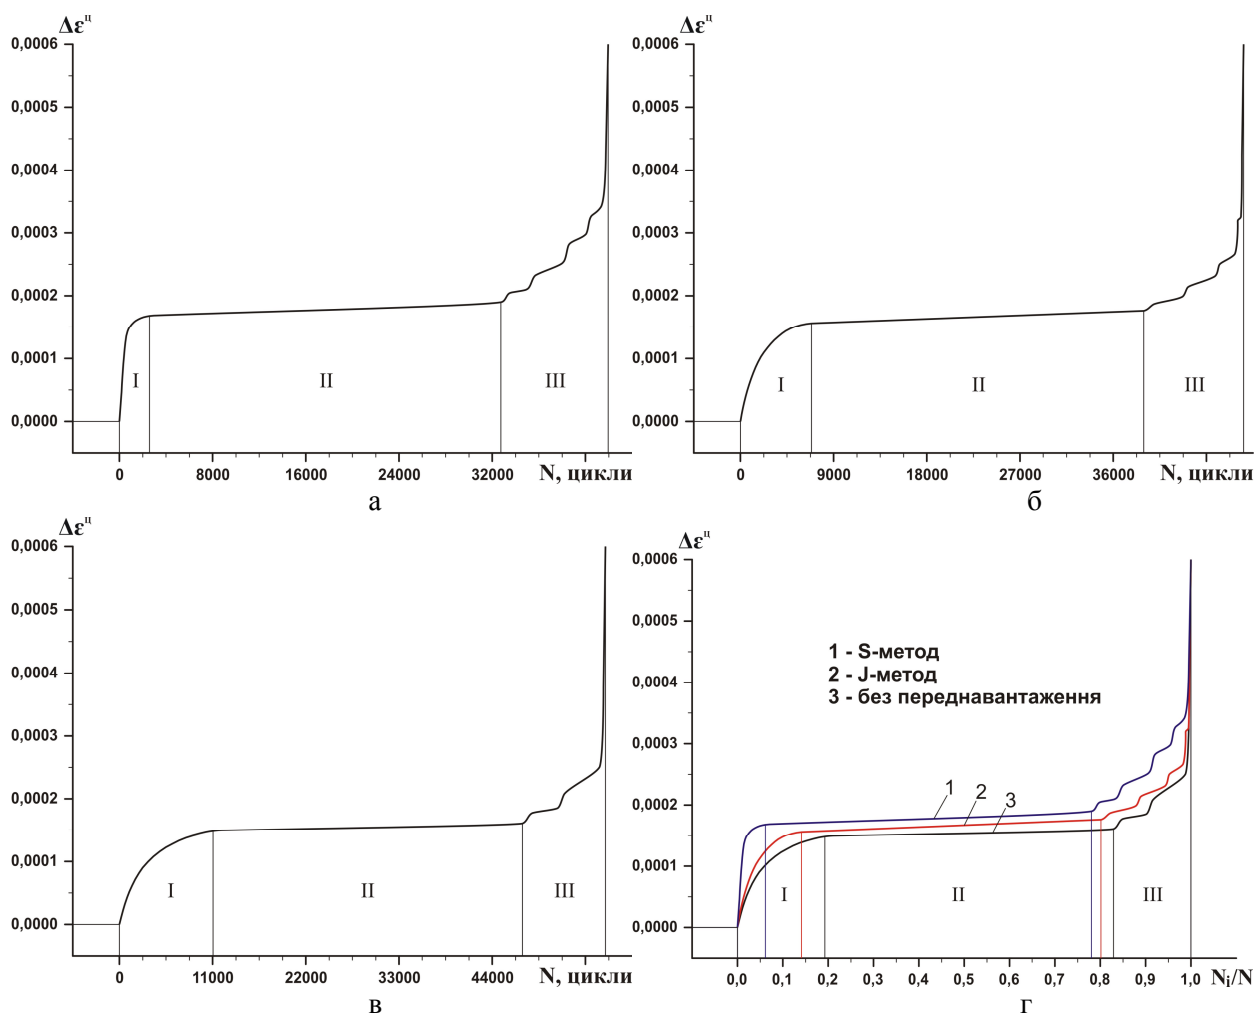 Δεᶣ
0,0006
0,0005
0,0004
0,0003
0,0002
0,0001
0,0000
I
II
III
0 8000 16000 24000 32000 N, цикли
а
Δεᶣ
0,0006
0,0005
0,0004
0,0003
0,0002
0,0001
0,0000
I
II
III
0 9000 18000 27000 36000 N, цикли
б
Δεᶣ
0,0006
0,0005
0,0004
0,0003
0,0002
0,0001
0,0000
I
II
III
0 11000 22000 33000 44000 N, цикли
в
Δεᶣ
0,0006
0,0005
0,0004
0,0003
0,0002
0,0001
0,0000
1 - S-метод
2 - J-метод
3 - без переднавантаження
1
2
3
I
II
III
0,0 0,1 0,2 0,3 0,4 0,5 0,6 0,7 0,8 0,9 1,0 Nᵢ/N
г